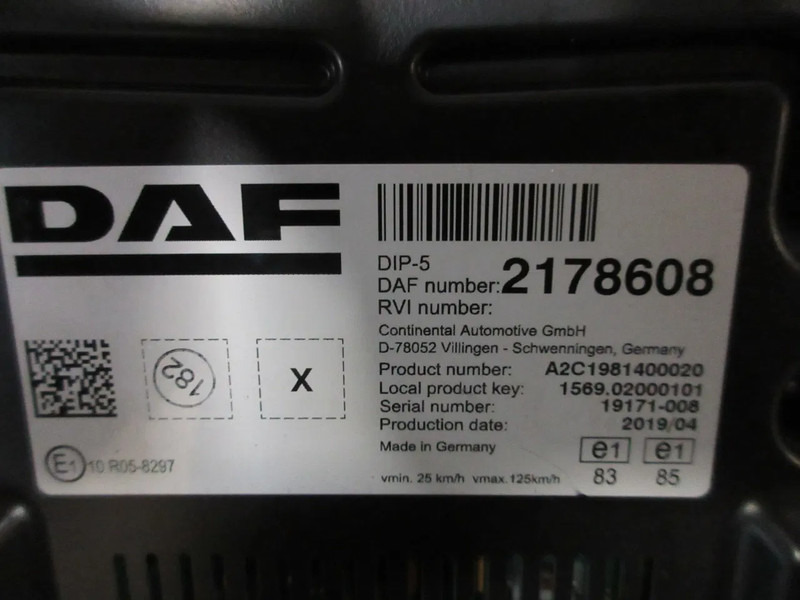 DAF
DIP-5
DAF number: 2178608
RVI number:
Continental Automotive GmbH
D-78052 Villingen - Schwenningen, Germany
Product number: A2C1981400020
Local product key: 1569.02000101
Serial number: 19171-008
Production date: 2019/04
Made in Germany
e1 e1
83 85
vmin. 25 km/h vmax. 125km/h
182
X
E1 10 R05-8297